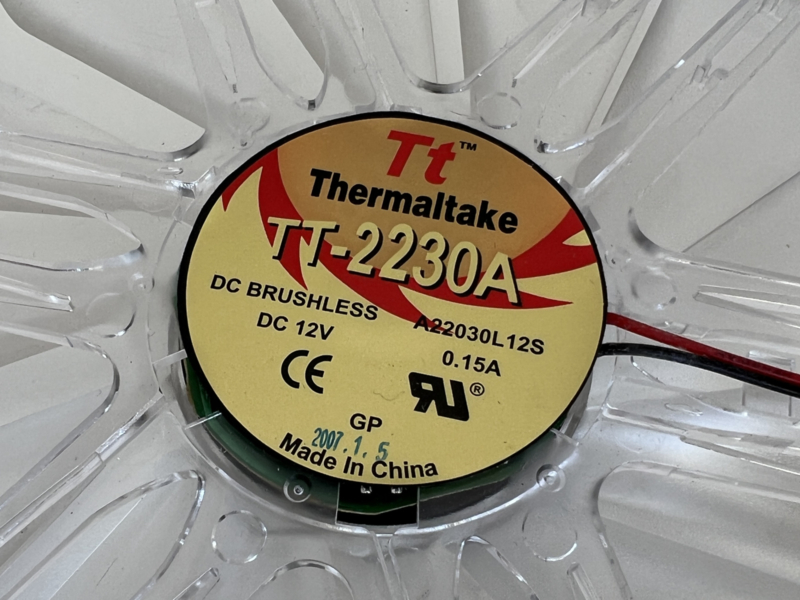 Tt™
Thermaltake
TT-2230A
DC BRUSHLESS
A22030L12S
DC 12V
0.15A
CE
RU®
GP
2007.1.5
Made In China